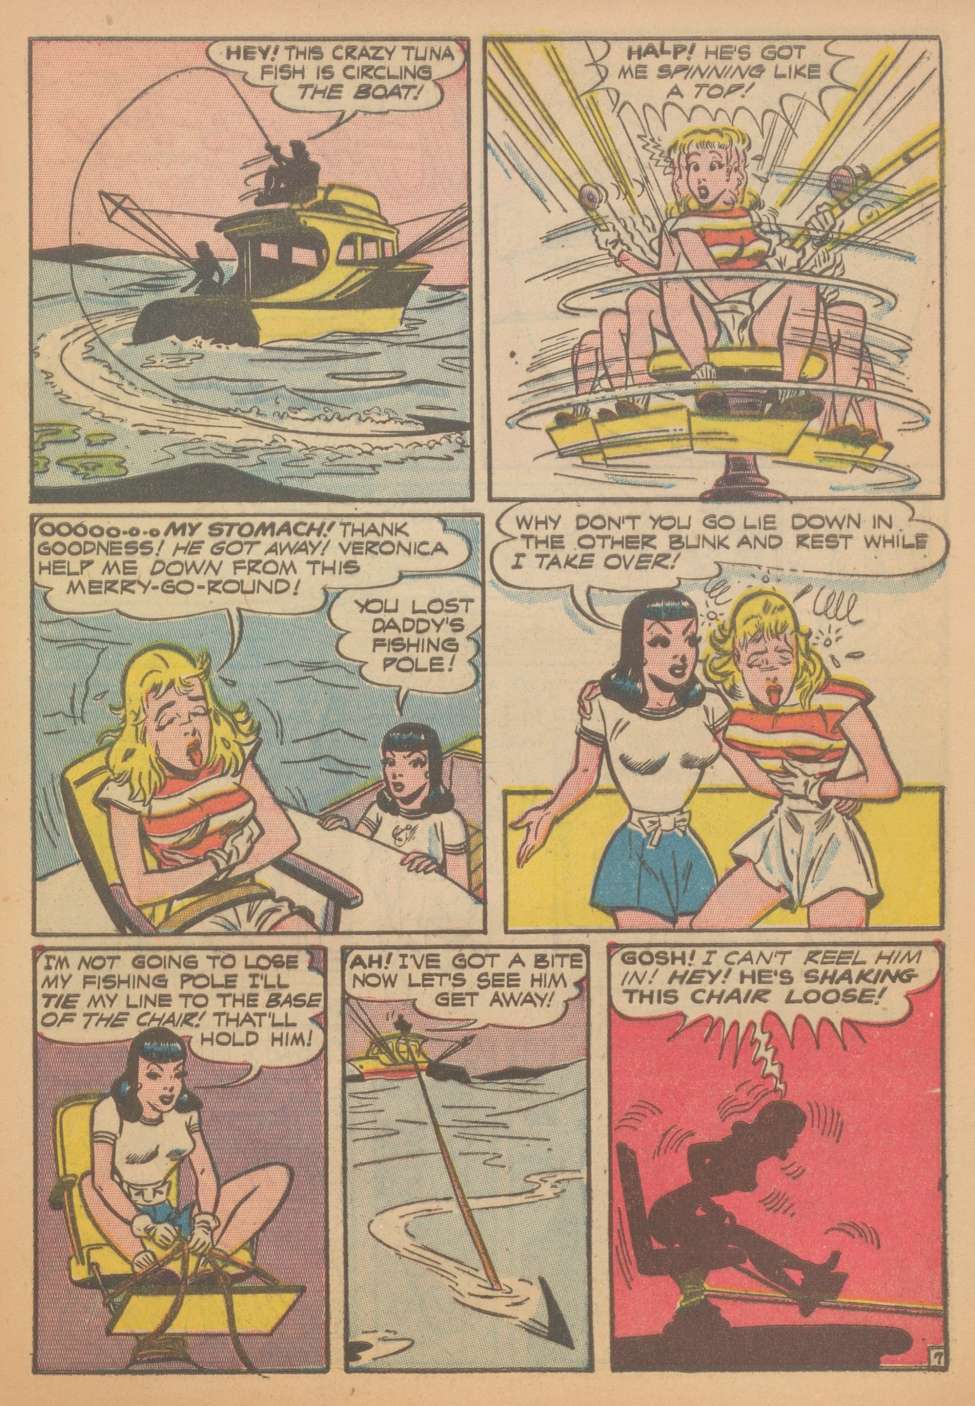 HEY! THIS CRAZY TUNA
FISH IS CIRCLING
THE BOAT!
HALP! HE'S GOT
ME SPINNING LIKE
A TOP!
OOOOO-O-O MY STOMACH! THANK
GOODNESS! HE GOT AWAY! VERONICA
HELP ME DOWN FROM THIS
MERRY-GO-ROUND!
YOU LOST
DADDY'S
FISHING
POLE!
WHY DON'T YOU GO LIE DOWN IN
THE OTHER BUNK AND REST WHILE
I TAKE OVER!
I'M NOT GOING TO LOSE
MY FISHING POLE I'LL
TIE MY LINE TO THE BASE
OF THE CHAIR! THAT'LL
HOLD HIM!
AH! I'VE GOT A BITE
NOW LET'S SEE HIM
GET AWAY!
GOSH! I CAN'T REEL HIM
IN! HEY! HE'S SHAKING
THIS CHAIR LOOSE!
7